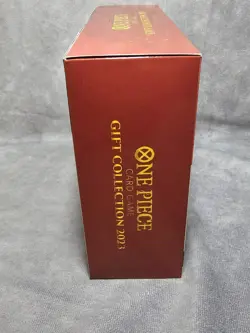 ONE PIECE
CARD GAME
GIFT COLLECTION 2023